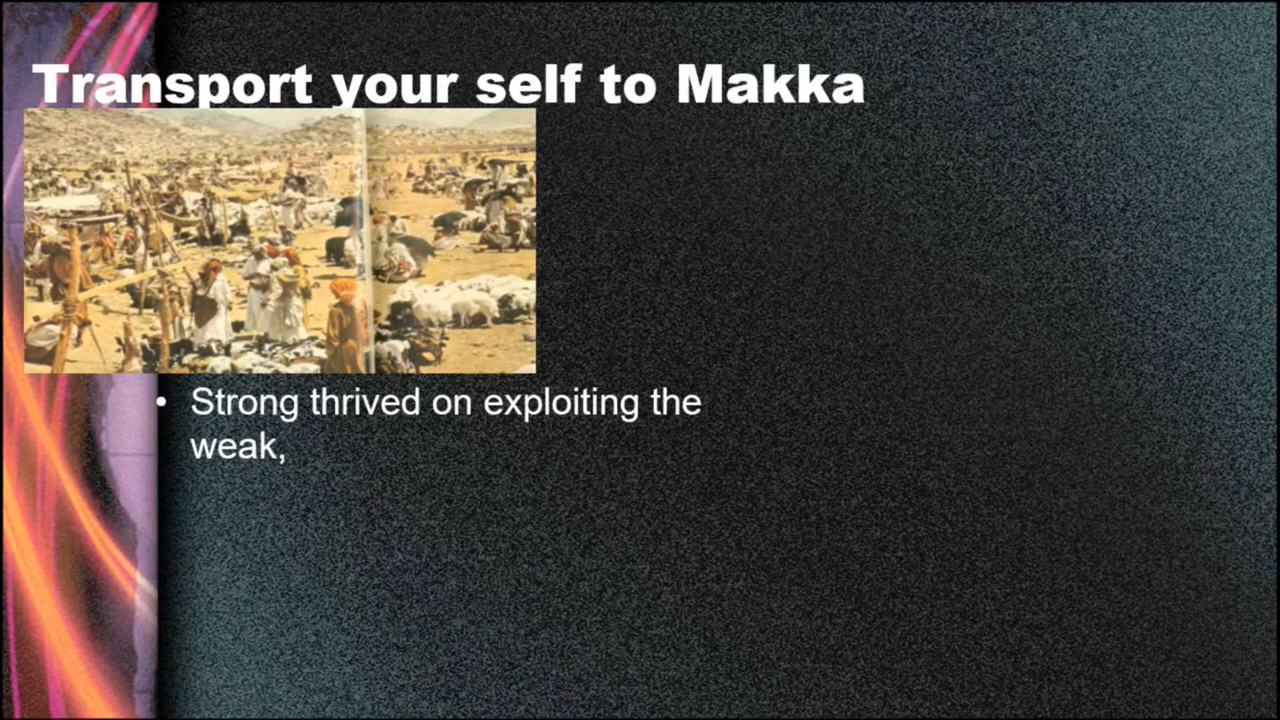 Transport your self to Makka
• Strong thrived on exploiting the
weak,